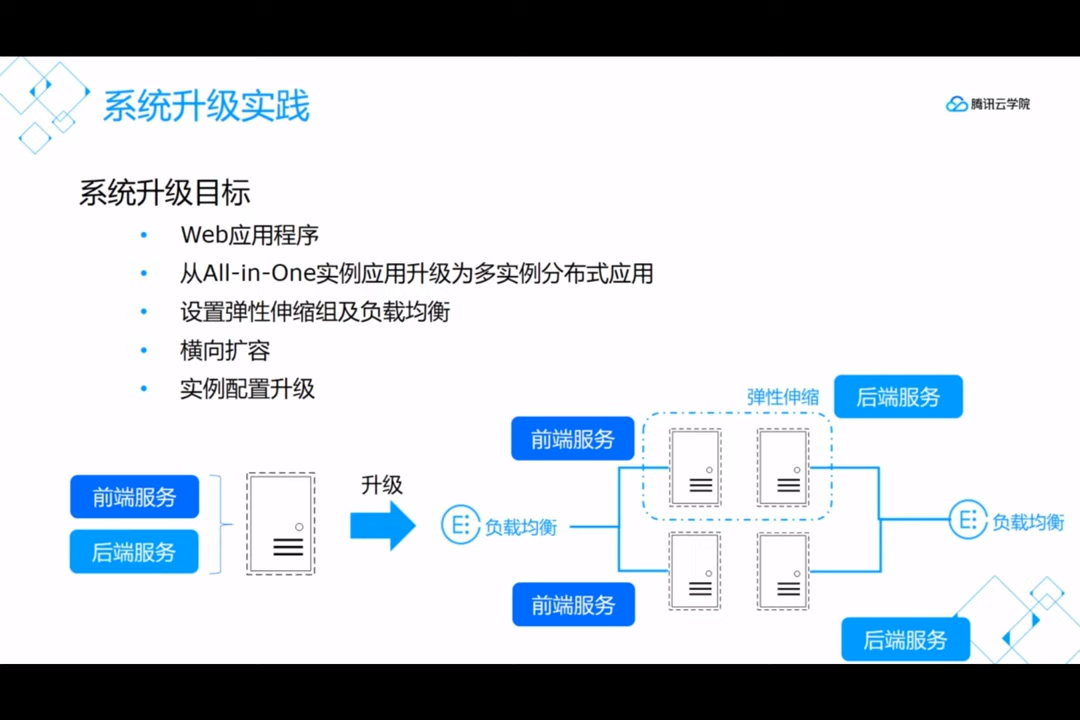 系统升级实践
腾讯云学院
系统升级目标
• Web应用程序
• 从All-in-One实例应用升级为多实例分布式应用
• 设置弹性伸缩组及负载均衡
• 横向扩容
• 实例配置升级
弹性伸缩
后端服务
前端服务
前端服务
后端服务
升级
负载均衡
负载均衡
前端服务
后端服务